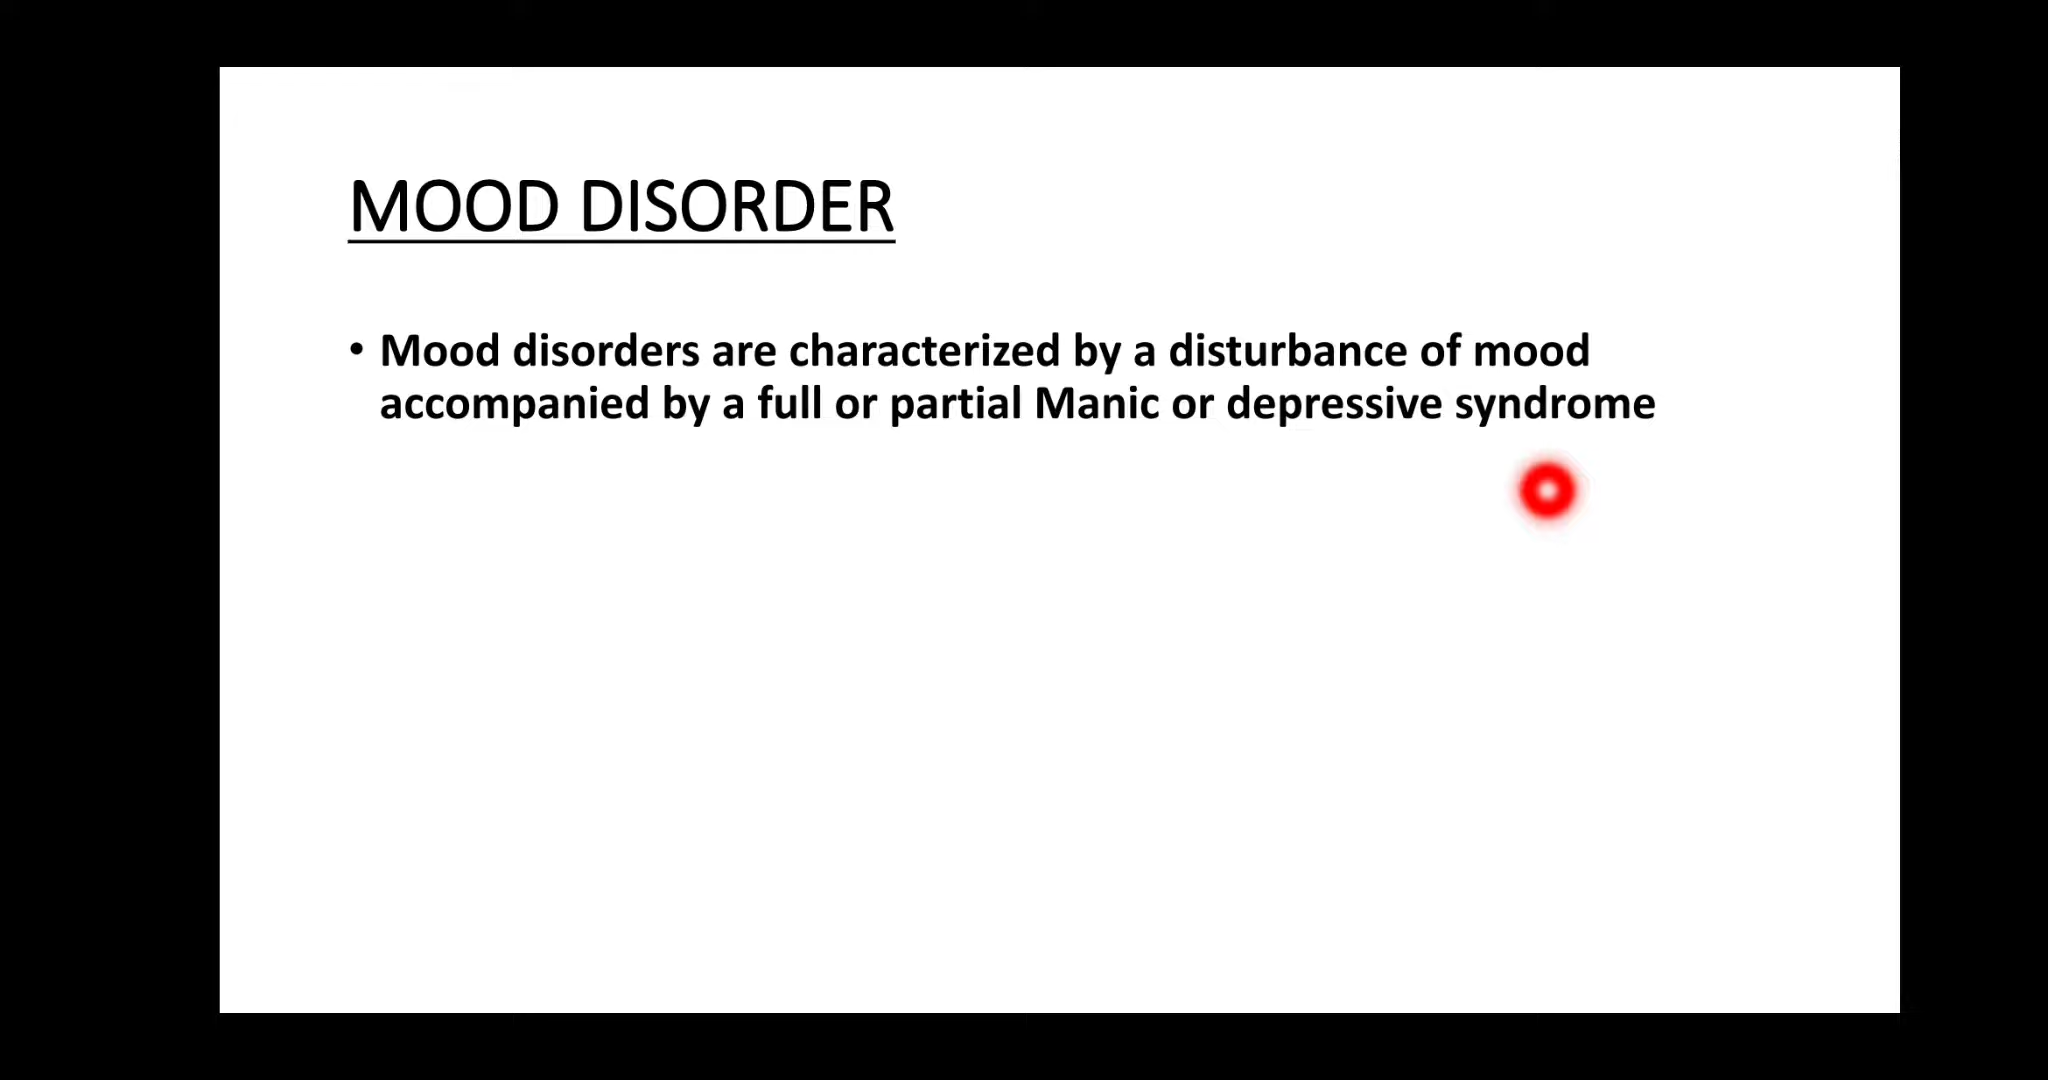 MOOD DISORDER
• Mood disorders are characterized by a disturbance of mood
accompanied by a full or partial Manic or depressive syndrome